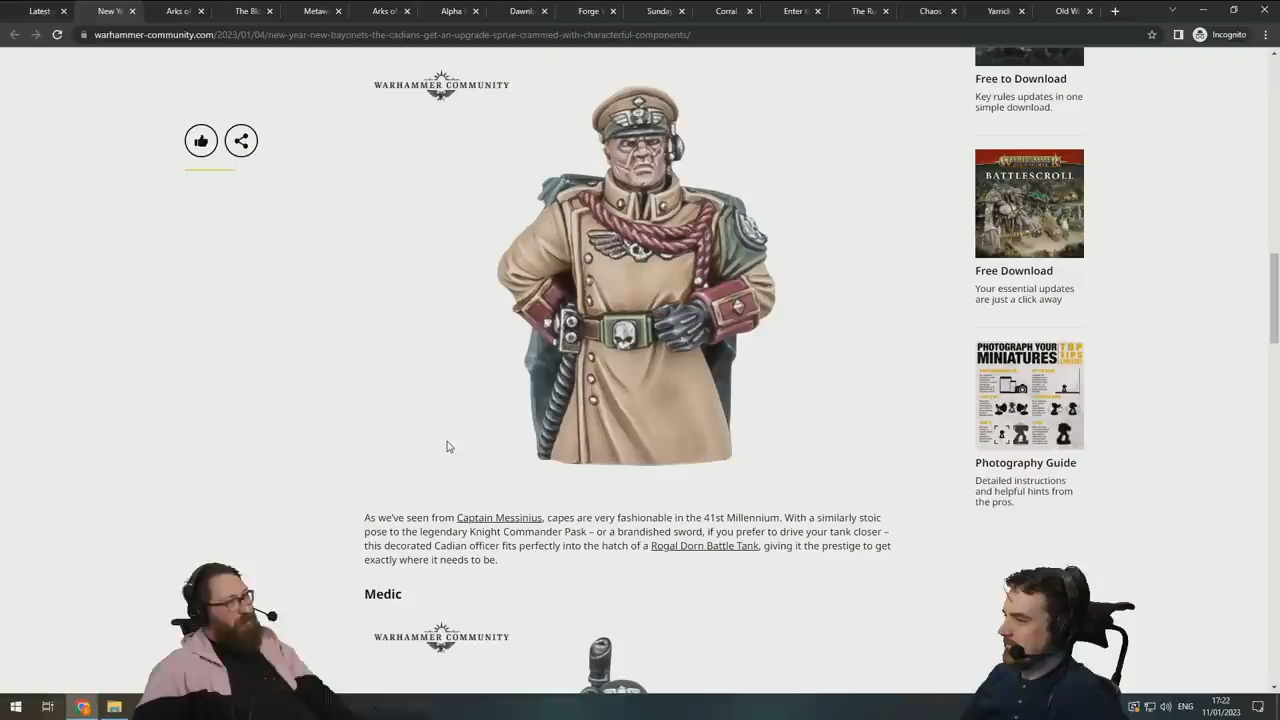 Latest
New Ye
Arks of
The Blo
Metaw
Arks of
Alpha
Dawnb
Forge
Sunday
Coral
Enter t
The Ru
Chaos
Old W
Incognito
warhammer-community.com/2023/01/04/new-year-new-bayonets-the-cadians-get-an-upgrade-sprue-crammed-with-characterful-components/
WARHAMMER COMMUNITY
Free to Download
Key rules updates in one
simple download.
BATTLESCROLL
Free Download
Your essential updates
are just a click away
PHOTOGRAPH YOUR
MINIATURES
TOP
TIPS
Photography Guide
Detailed instructions
and helpful hints from
the pros.
As we've seen from Captain Messinius, capes are very fashionable in the 41st Millennium. With a similarly stoic
pose to the legendary Knight Commander Pask – or a brandished sword, if you prefer to drive your tank closer –
this decorated Cadian officer fits perfectly into the hatch of a Rogal Dorn Battle Tank, giving it the prestige to get
exactly where it needs to be.
Medic
WARHAMMER COMMUNITY
ENG
17:22
11/01/2023